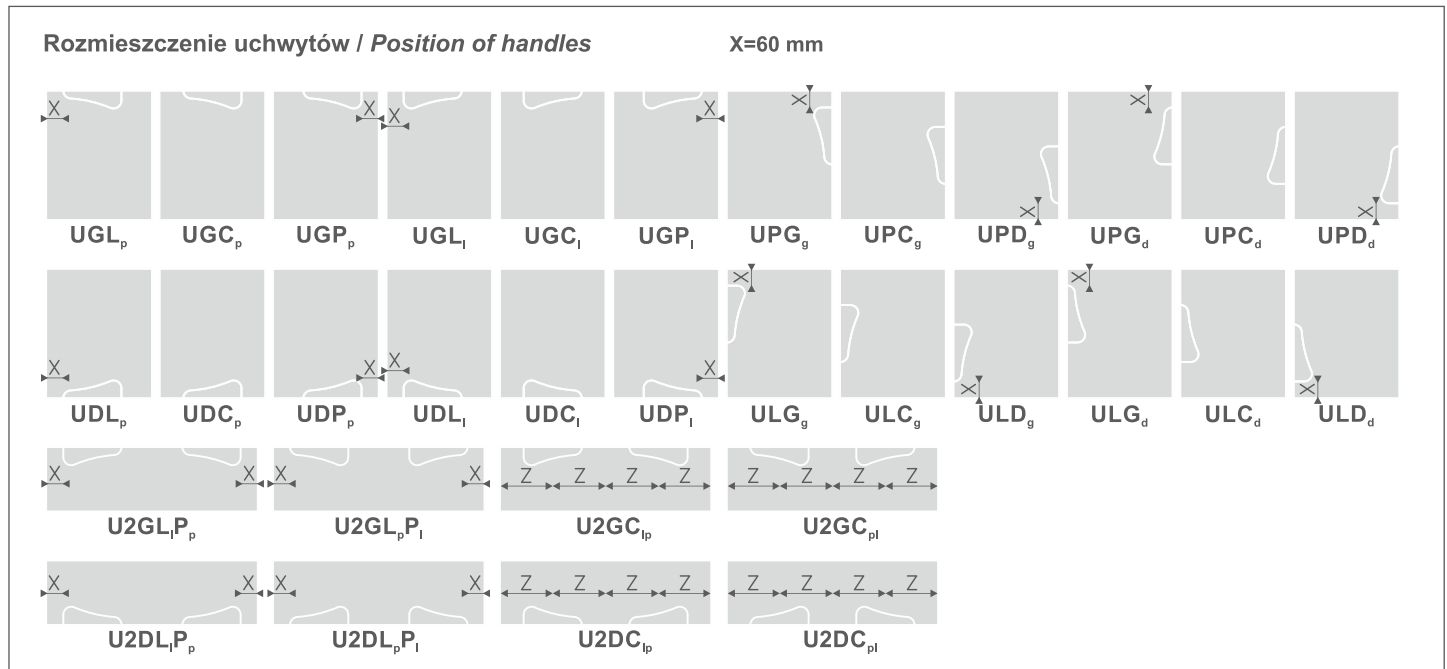 Rozmieszczenie uchwytów / Position of handles X=60 mm
X X X X X X X X X
UGLp UGCp UGPp UGLl UGCl UGPl UPGg UPCg UPDg UPGd UPCd UPDd
X X X X X X X X
UDLp UDCp UDPp UDLl UDCl UDPl ULGg ULCg ULDg ULGd ULCd ULDd
X X X X Z Z Z Z Z Z Z Z
U2GLlPp U2GLpPl U2GClp U2GCpl
X X X X Z Z Z Z Z Z Z Z
U2DLlPp U2DLpPl U2DClp U2DCpl